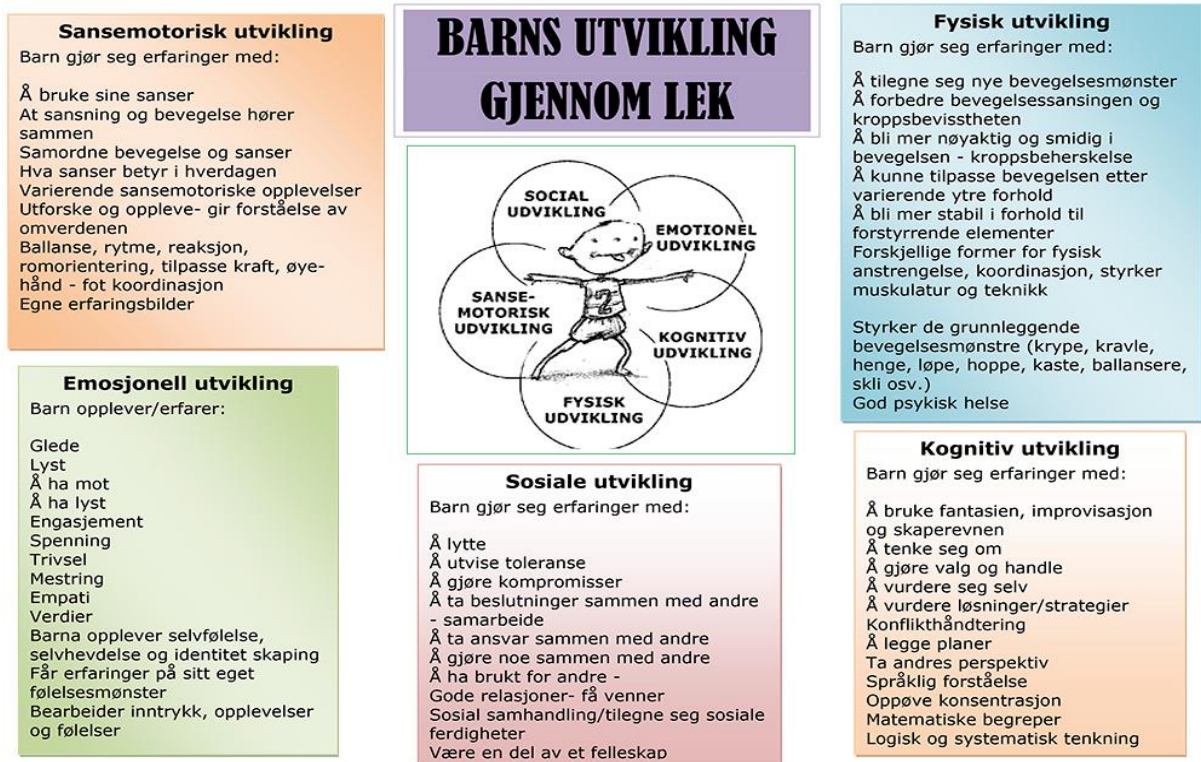 Sansemotorisk utvikling
Barn gjør seg erfaringer med:
Å bruke sine sanser
At sansning og bevegelse hører
sammen
Samordne bevegelse og sanser
Hva sanser betyr i hverdagen
Varierende sansemotoriske opplevelser
Utforske og oppleve- gir forståelse av
omverdenen
Ballanse, rytme, reaksjon,
romorientering, tilpasse kraft, øye-
hånd - fot koordinasjon
Egne erfaringsbilder
Emosjonell utvikling
Barn opplever/erfarer:
Glede
Lyst
Å ha mot
Å ha lyst
Engasjement
Spenning
Trivsel
Mestring
Empati
Verdier
Barna opplever selvfølelse,
selvhevdelse og identitet skaping
Får erfaringer på sitt eget
følelsesmønster
Bearbeider inntrykk, opplevelser
og følelser
BARNS UTVIKLING
GJENNOM LEK
SOCIAL
UDVIKLING
EMOTIONEL
UDVIKLING
SANSE-
MOTORISK
UDVIKLING
2
KOGNITIV
UDVIKLING
FYSISK
UDVIKLING
Sosiale utvikling
Barn gjør seg erfaringer med:
Å lytte
Å utvise toleranse
Å gjøre kompromisser
Å ta beslutninger sammen med andre
- samarbeide
Å ta ansvar sammen med andre
Å gjøre noe sammen med andre
Å ha brukt for andre -
Gode relasjoner- få venner
Sosial samhandling/tilegne seg sosiale
ferdigheter
Være en del av et felleskap
Fysisk utvikling
Barn gjør seg erfaringer med:
Å tilegne seg nye bevegelsesmønster
Å forbedre bevegelsessansingen og
kroppsbevisstheten
Å bli mer nøyaktig og smidig i
bevegelsen - kroppsbeherskelse
Å kunne tilpasse bevegelsen etter
varierende ytre forhold
Å bli mer stabil i forhold til
forstyrrende elementer
Forskjellige former for fysisk
anstrengelse, koordinasjon, styrker
muskulatur og teknikk
Styrker de grunnleggende
bevegelsesmønstre (krype, kravle,
henge, løpe, hoppe, kaste, ballansere,
skli osv.)
God psykisk helse
Kognitiv utvikling
Barn gjør seg erfaringer med:
Å bruke fantasien, improvisasjon
og skaperevnen
Å tenke seg om
Å gjøre valg og handle
Å vurdere seg selv
Å vurdere løsninger/strategier
Konflikthåndtering
Å legge planer
Ta andres perspektiv
Språklig forståelse
Oppøve konsentrasjon
Matematiske begreper
Logisk og systematisk tenkning